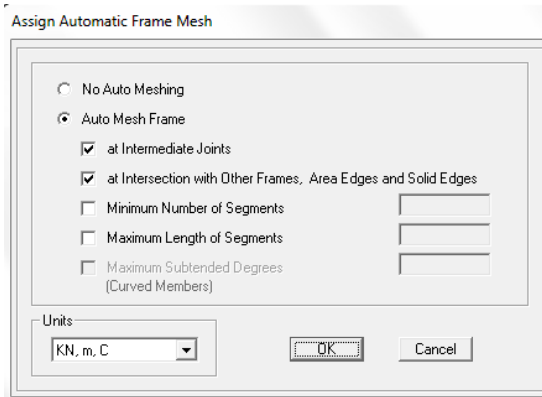 Assign Automatic Frame Mesh
No Auto Meshing
Auto Mesh Frame
at Intermediate Joints
at Intersection with Other Frames, Area Edges and Solid Edges
Minimum Number of Segments
Maximum Length of Segments
Maximum Subtended Degrees
(Curved Members)
Units
KN, m, C
OK
Cancel